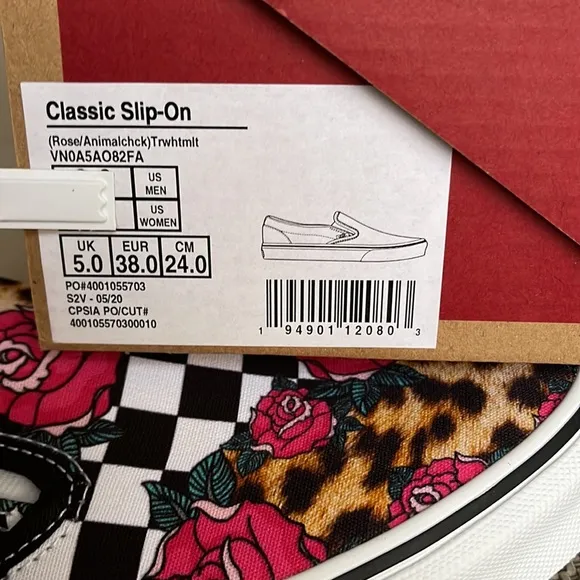 Classic Slip-On
(Rose/Animalchck)Trwhtmlt
VN0A5AO82FA
US MEN
US WOMEN
UK EUR CM
5.0 38.0 24.0
PO#4001055703
S2V - 05/20
CPSIA PO/CUT#
400105570300010
1 94901 12080 3